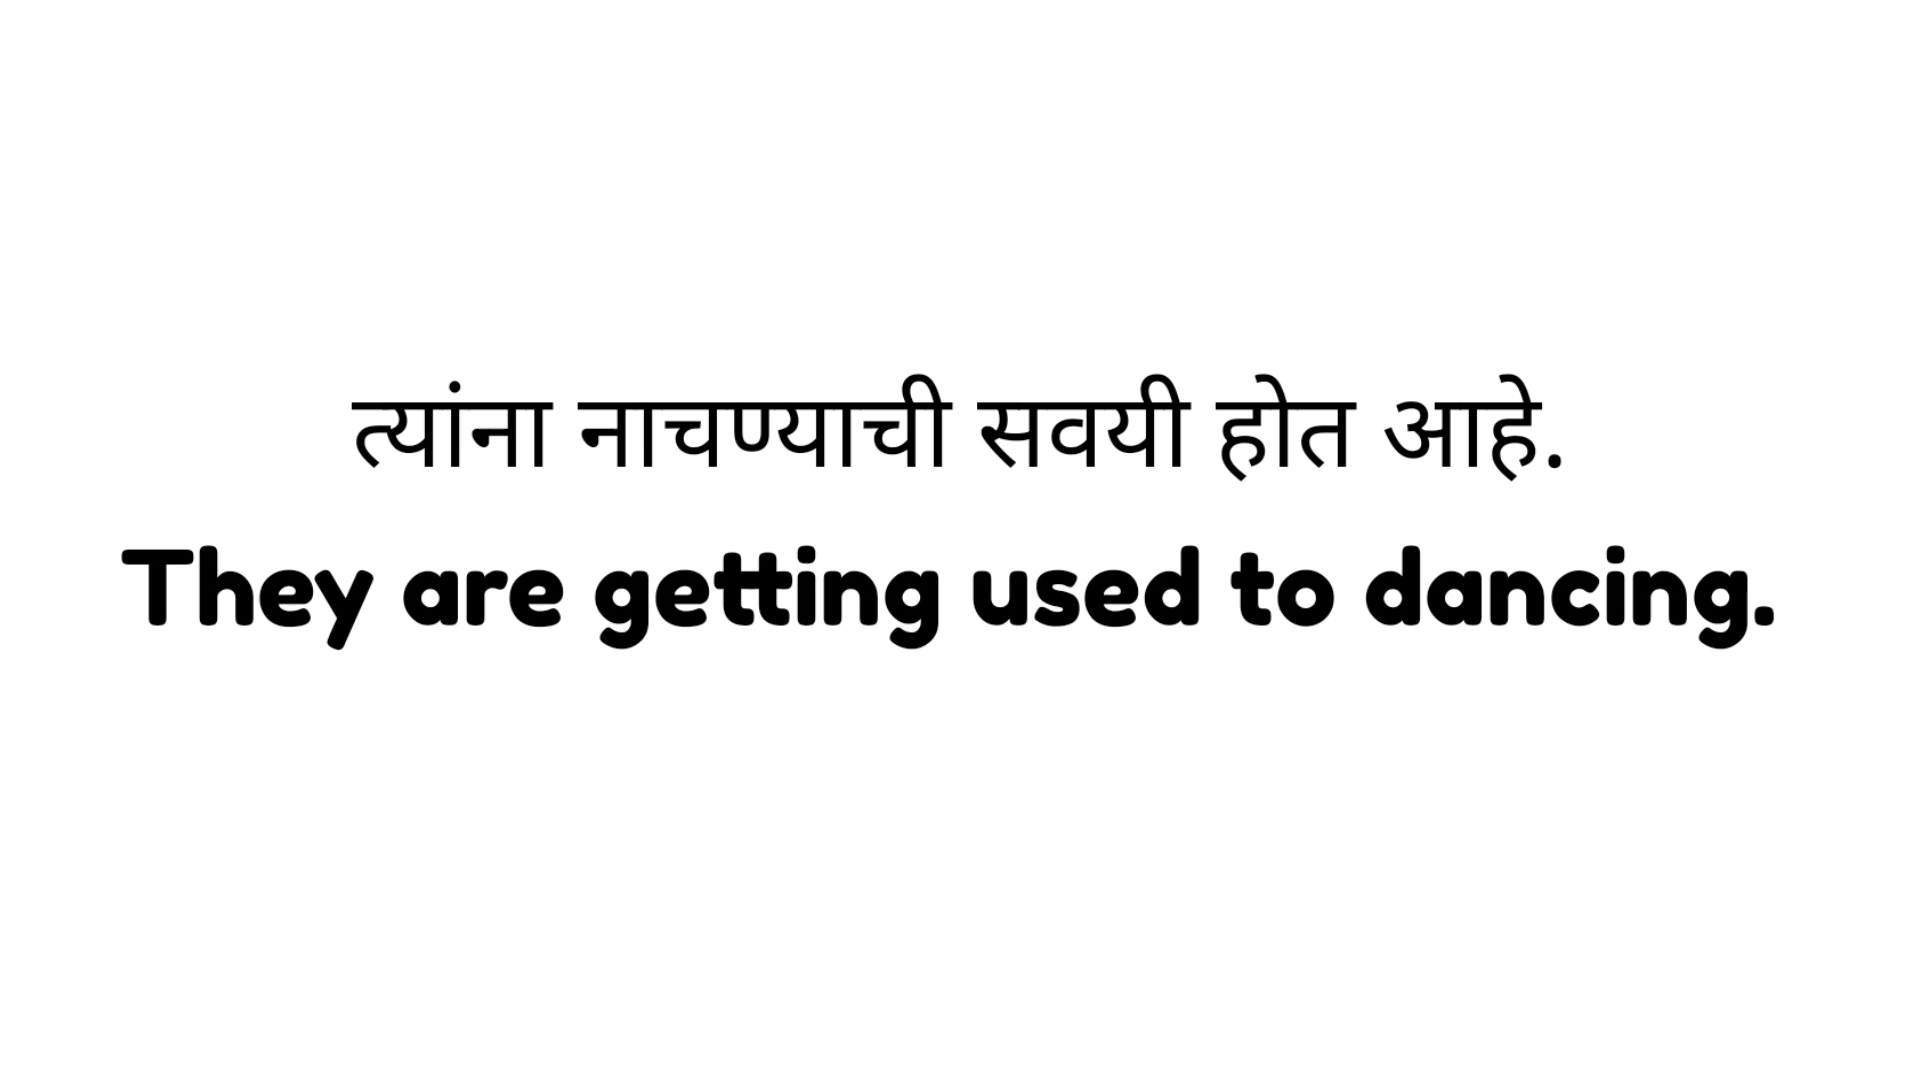 त्यांना नाचण्याची सवयी होत आहे.
They are getting used to dancing.